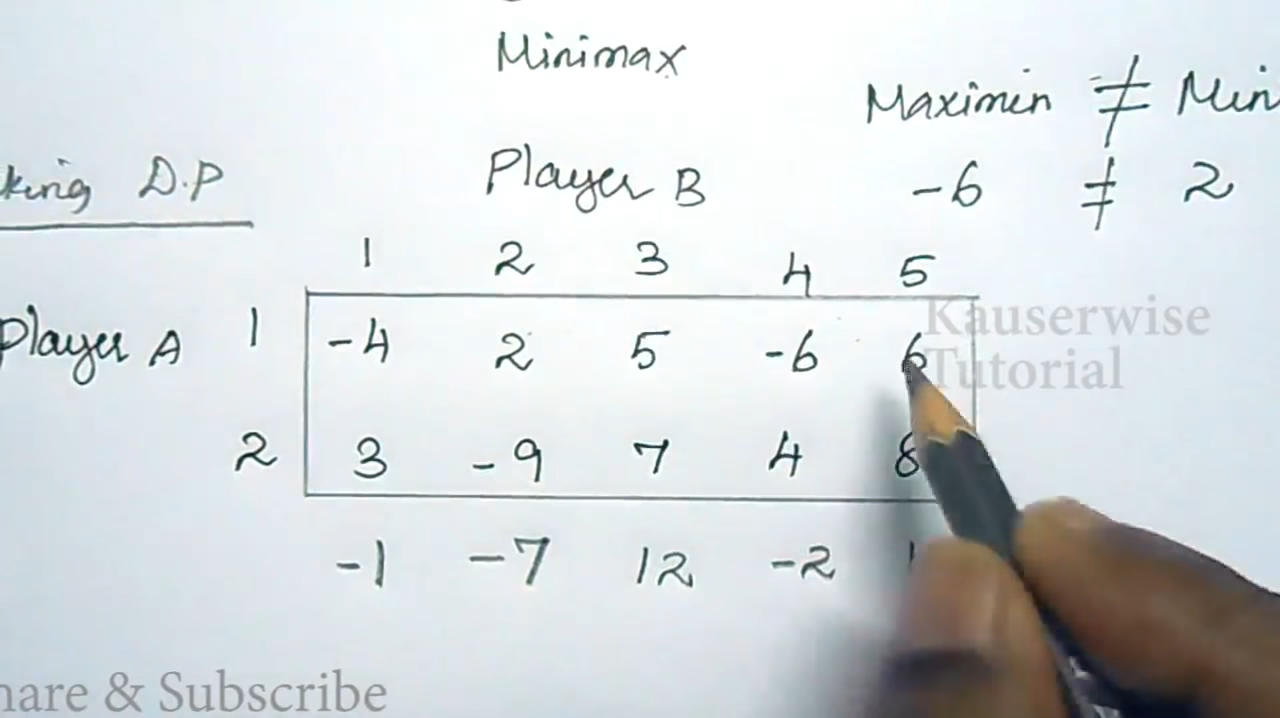 Minimax
Maximin ≠ Min
king D.P
Player B
-6 ≠ 2
1 2 3 4 5
Player A 1 -4 2 5 -6 6
2 3 -9 7 4 8
-1 -7 12 -2
Kauserwise
Tutorial
hare & Subscribe